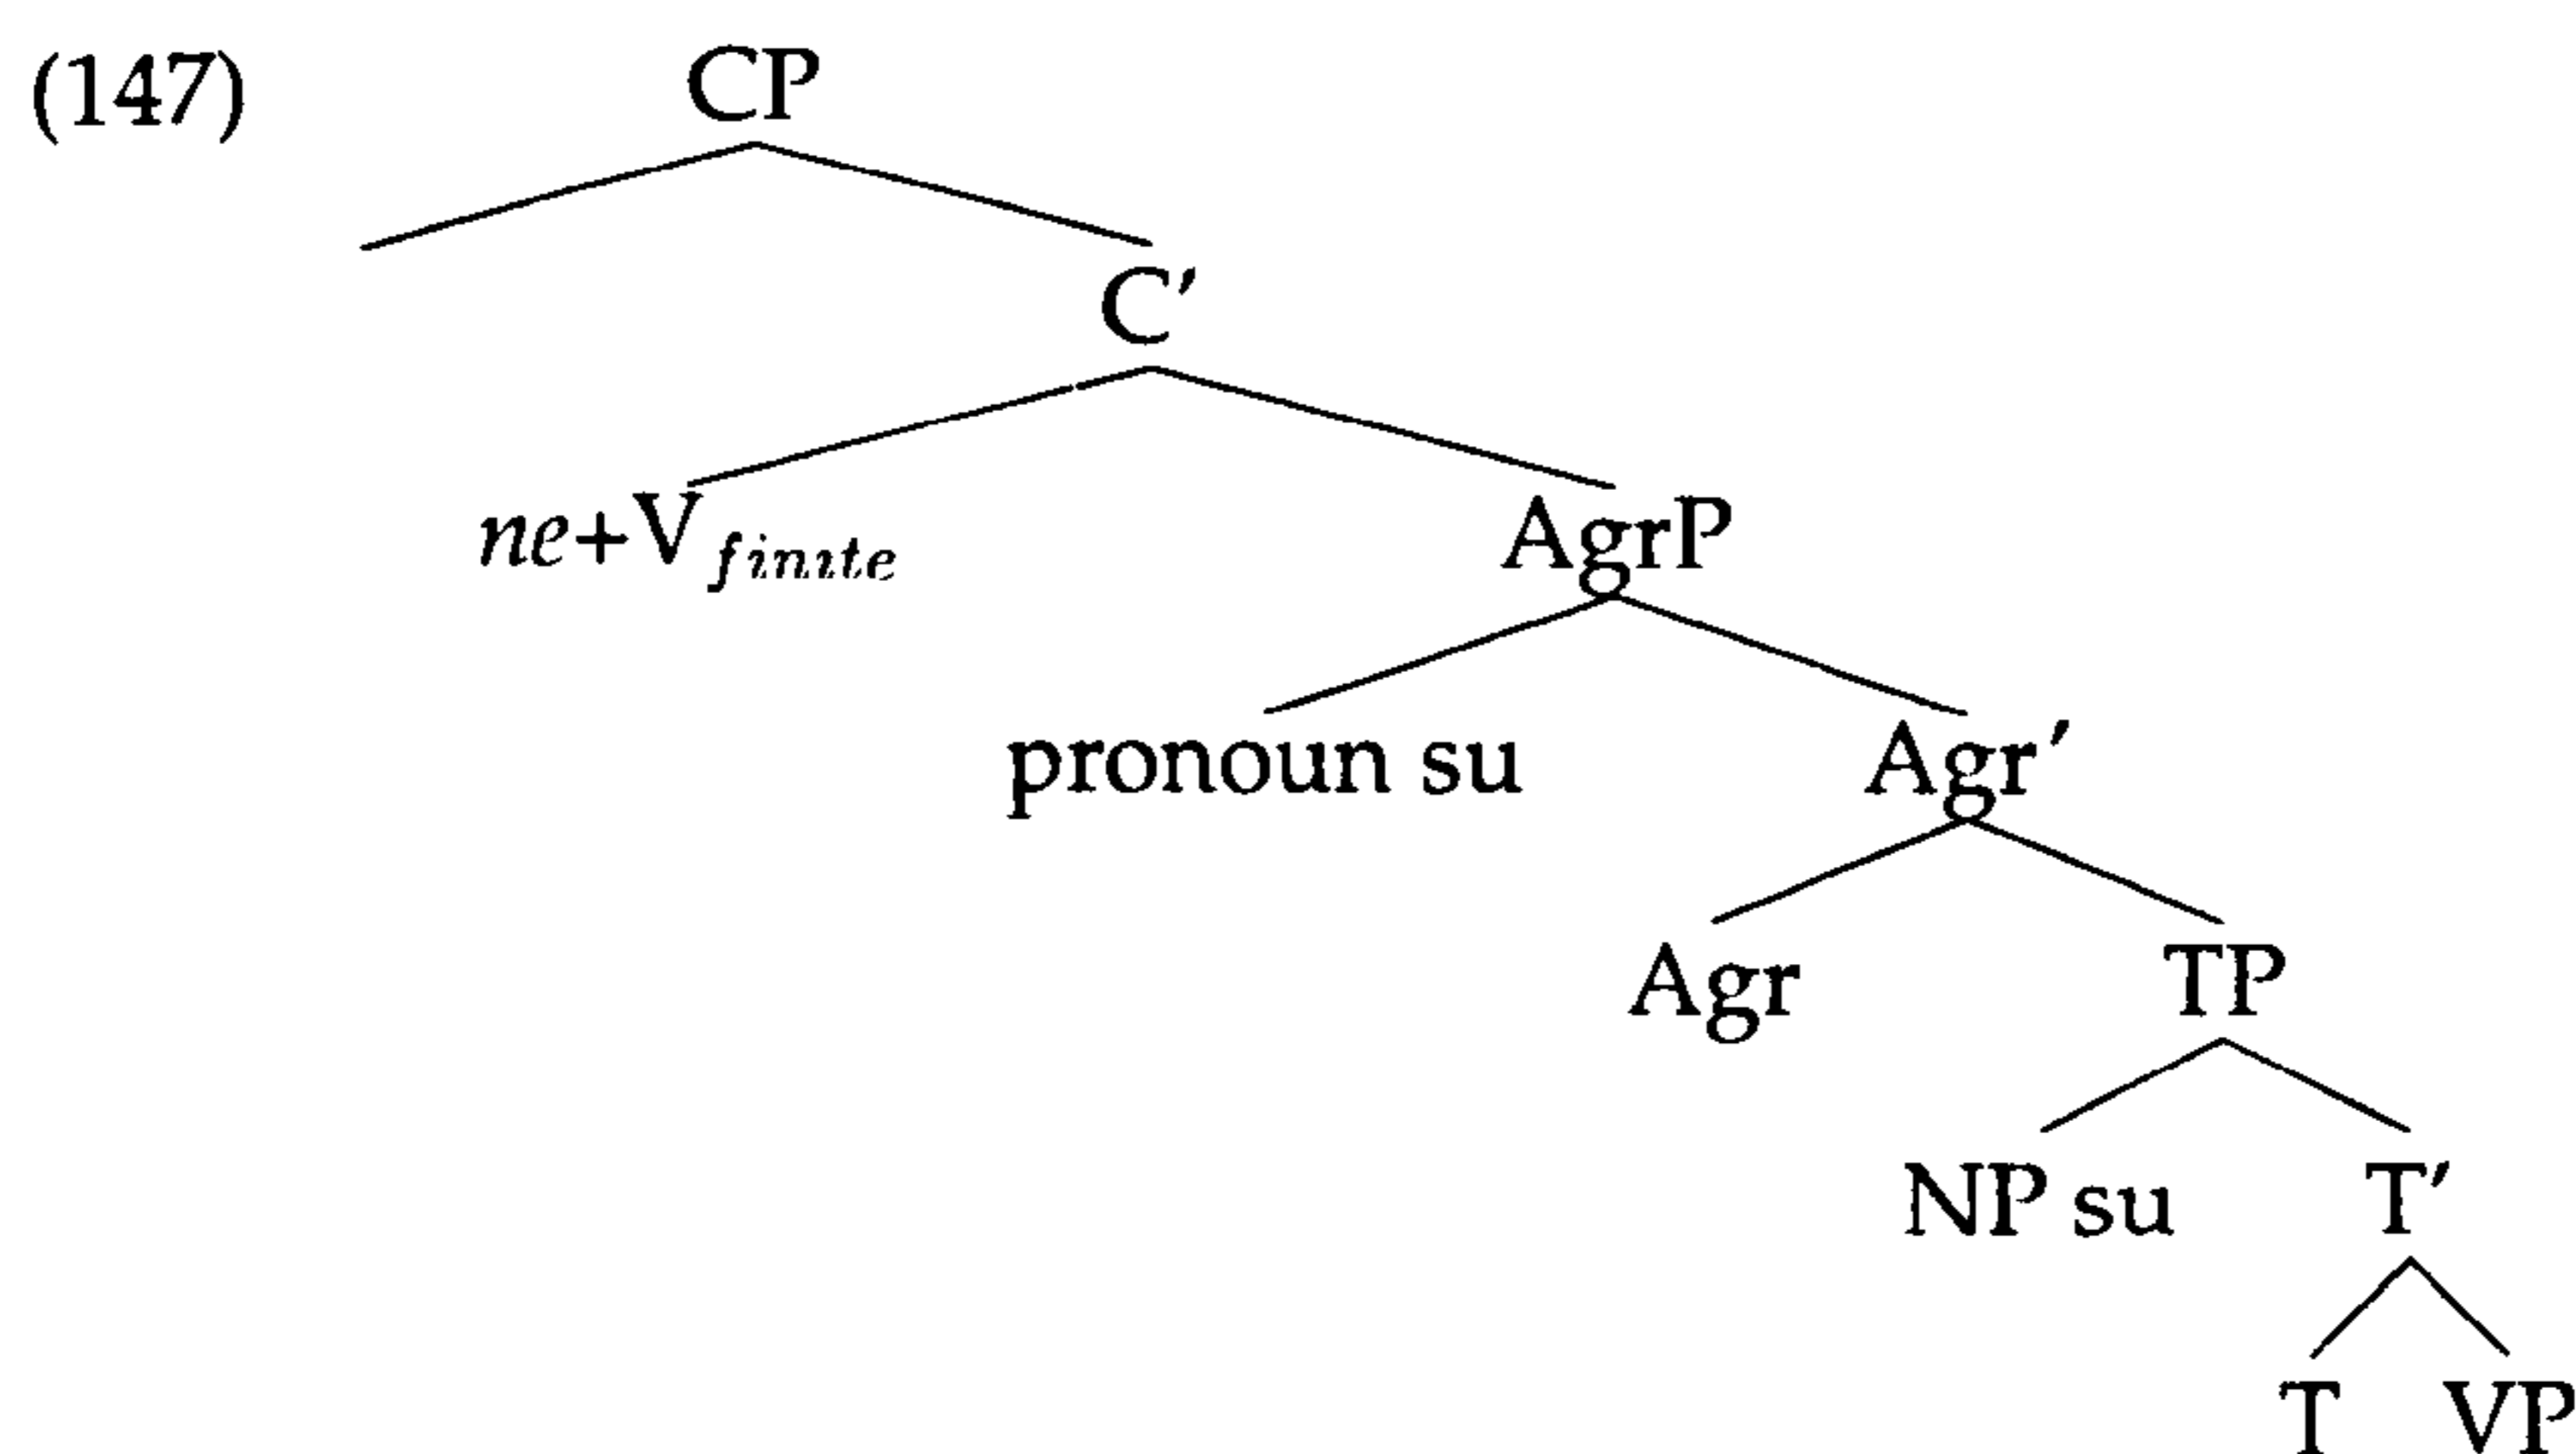 (147) CP
C′
ne+V finite AgrP
pronoun su Agr′
Agr TP
NP su T′
T VP